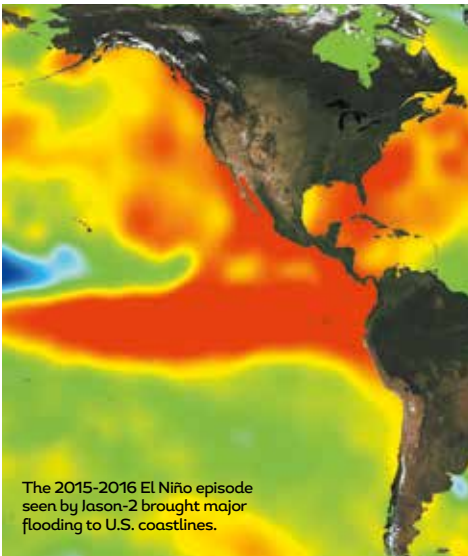 The 2015-2016 El Niño episode
seen by Jason-2 brought major
flooding to U.S. coastlines.